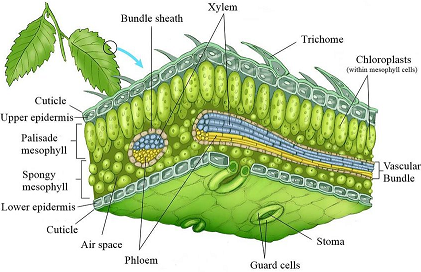 Bundle sheath
Xylem
Trichome
Chloroplasts
(within mesophyll cells)
Cuticle
Upper epidermis
Palisade
mesophyll
Spongy
mesophyll
Lower epidermis
Cuticle
Air space
Phloem
Guard cells
Stoma
Vascular
Bundle